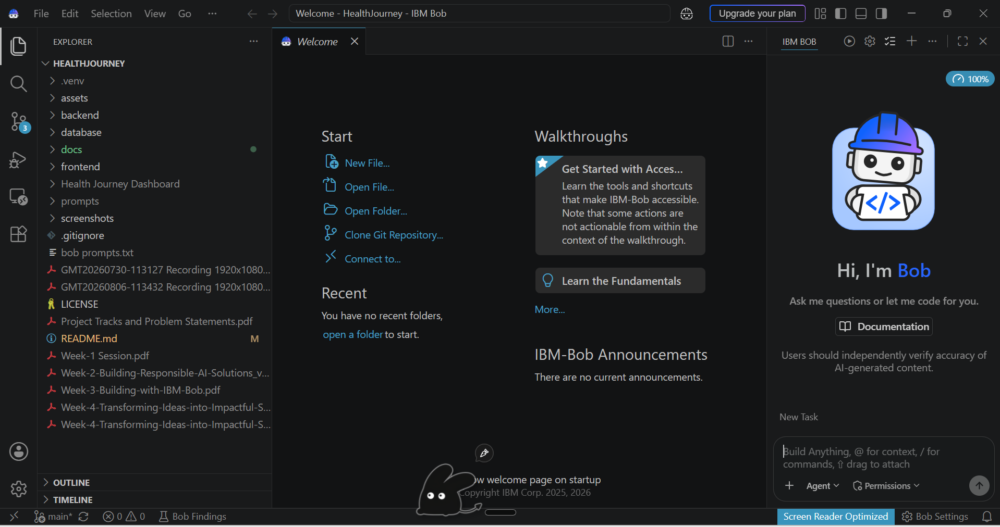 File Edit Selection View Go ···
Welcome - HealthJourney - IBM Bob
Upgrade your plan
EXPLORER
HEALTHJOURNEY
.venv
assets
backend
database
docs
frontend
Health Journey Dashboard
prompts
screenshots
.gitignore
bob prompts.txt
GMT20260730-113127 Recording 1920x1080...
GMT20260806-113432 Recording 1920x1080...
LICENSE
Project Tracks and Problem Statements.pdf
README.md M
Week-1 Session.pdf
Week-2-Building-Responsible-AI-Solutions_v...
Week-3-Building-with-IBM-Bob.pdf
Week-4-Transforming-Ideas-into-Impactful-S...
Week-4-Transforming-Ideas-into-Impactful-S...
OUTLINE
TIMELINE
3
Welcome
Start
New File...
Open File...
Open Folder...
Clone Git Repository...
Connect to...
Recent
You have no recent folders,
open a folder to start.
Walkthroughs
Get Started with Acces...
Learn the tools and shortcuts
that make IBM-Bob accessible.
Note that some actions are
not actionable from within the
context of the walkthrough.
Learn the Fundamentals
More...
IBM-Bob Announcements
There are no current announcements.
welcome page on startup
Copyright IBM Corp. 2025, 2026
IBM BOB
100%
</>
Hi, I'm Bob
Ask me questions or let me code for you.
Documentation
Users should independently verify accuracy of
AI-generated content.
New Task
Build Anything, @ for context, / for
commands, ⇧ drag to attach
Agent
Permissions
main*
0 0
Bob Findings
Screen Reader Optimized
Bob Settings